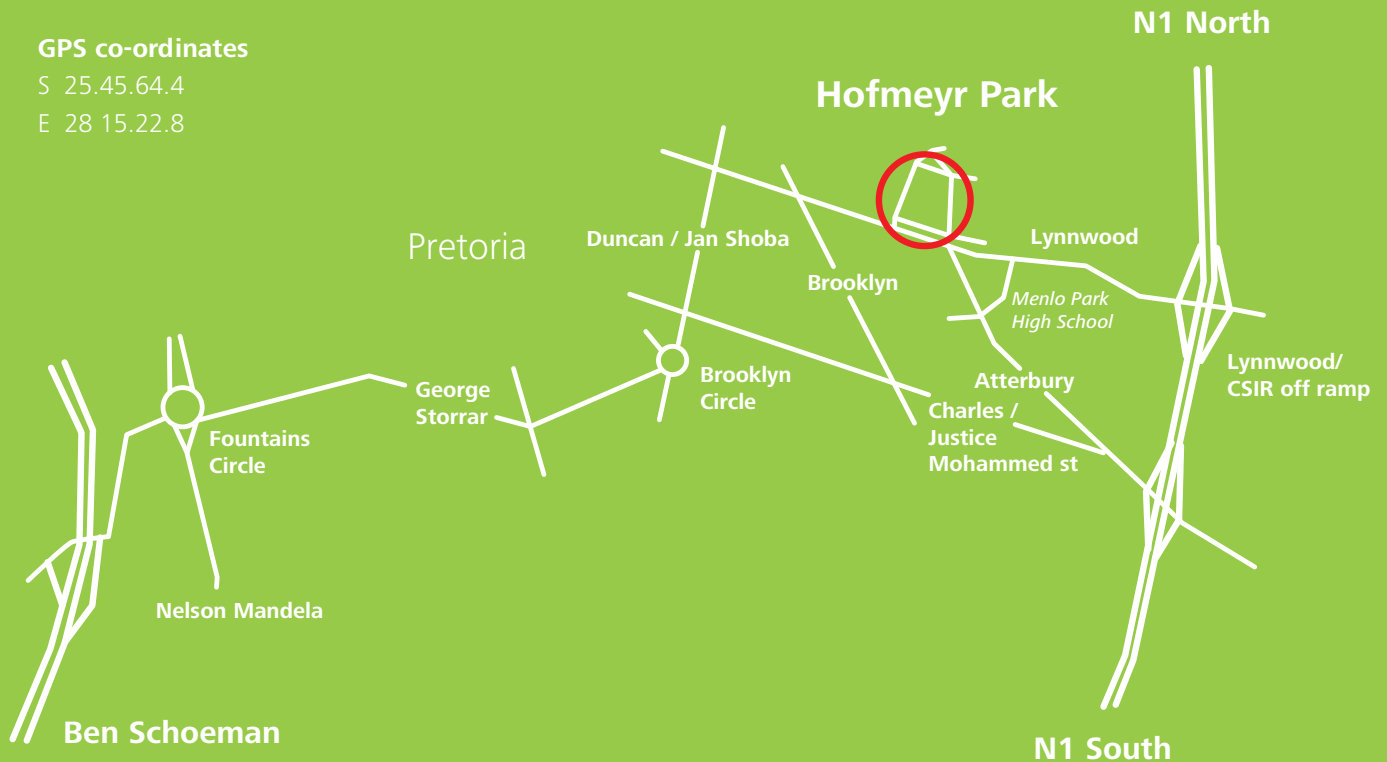 N1 North
GPS co-ordinates
S 25.45.64.4
E 28 15.22.8
Hofmeyr Park
Pretoria
Duncan / Jan Shoba
Lynnwood
Brooklyn
Menlo Park
High School
Lynnwood/
CSIR off ramp
Brooklyn
Circle
Atterbury
George
Storrar
Charles /
Justice
Mohammed st
Fountains
Circle
Nelson Mandela
Ben Schoeman
N1 South